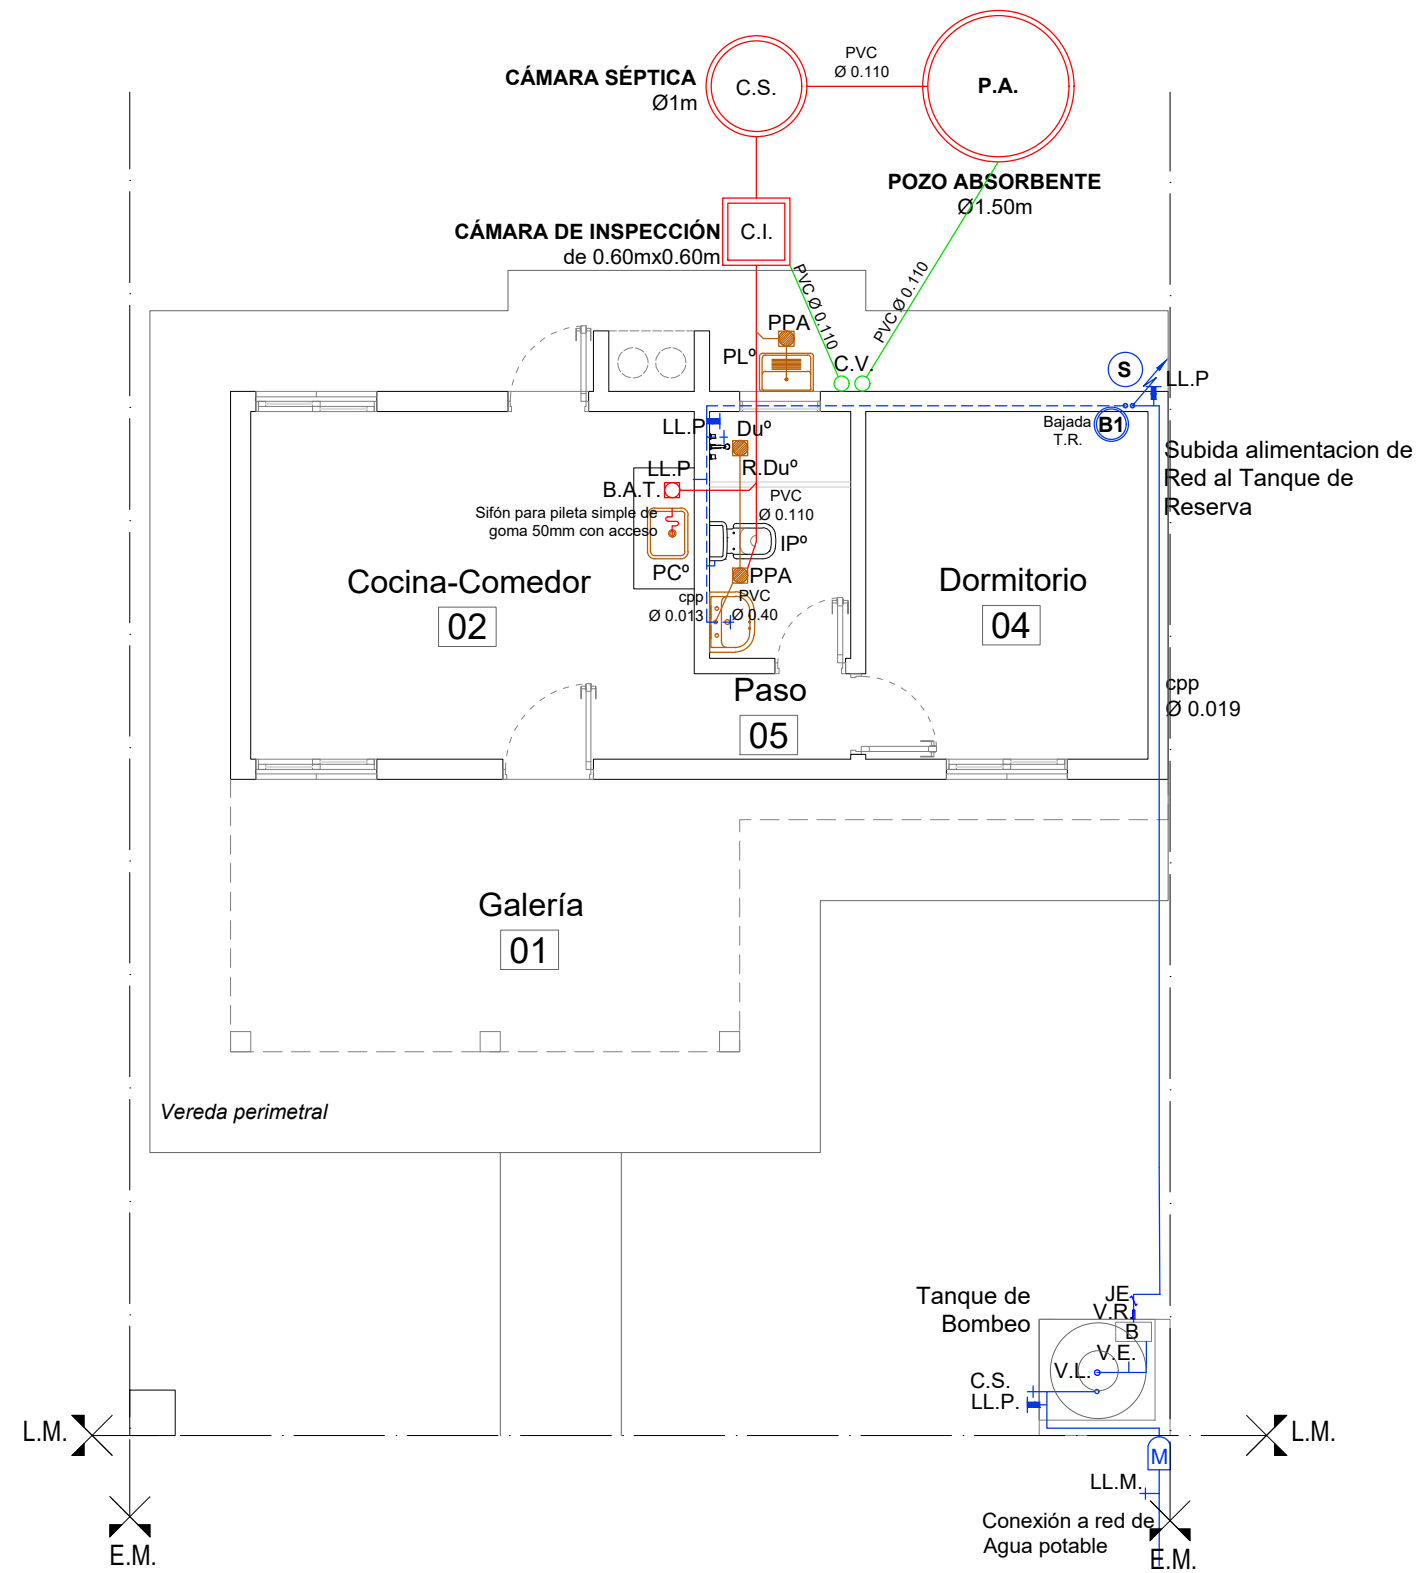 PVC
Ø 0.110
CÁMARA SÉPTICA
Ø1m
C.S.
P.A.
POZO ABSORBENTE
Ø1.50m
CÁMARA DE INSPECCIÓN
de 0.60mx0.60m
C.I.
PVC Ø 0.110
PVC Ø 0.110
PPA
PLº
C.V.
S
LL.P
Bajada
T.R.
B1
LL.P
Duº
Subida alimentacion de
Red al Tanque de
Reserva
LL.P
R.Duº
B.A.T.
PVC
Ø 0.110
Sifón para pileta simple de
goma 50mm con acceso
IPº
PCº
PPA
Cocina-Comedor
02
cpp
Ø 0.013
PVC
Ø 0.40
Dormitorio
04
Paso
05
cpp
Ø 0.019
Galería
01
Vereda perimetral
Tanque de
Bombeo
JE
V.R.
B
V.E.
V.L.
C.S.
LL.P.
L.M.
L.M.
M
LL.M.
Conexión a red de
Agua potable
E.M.
E.M.